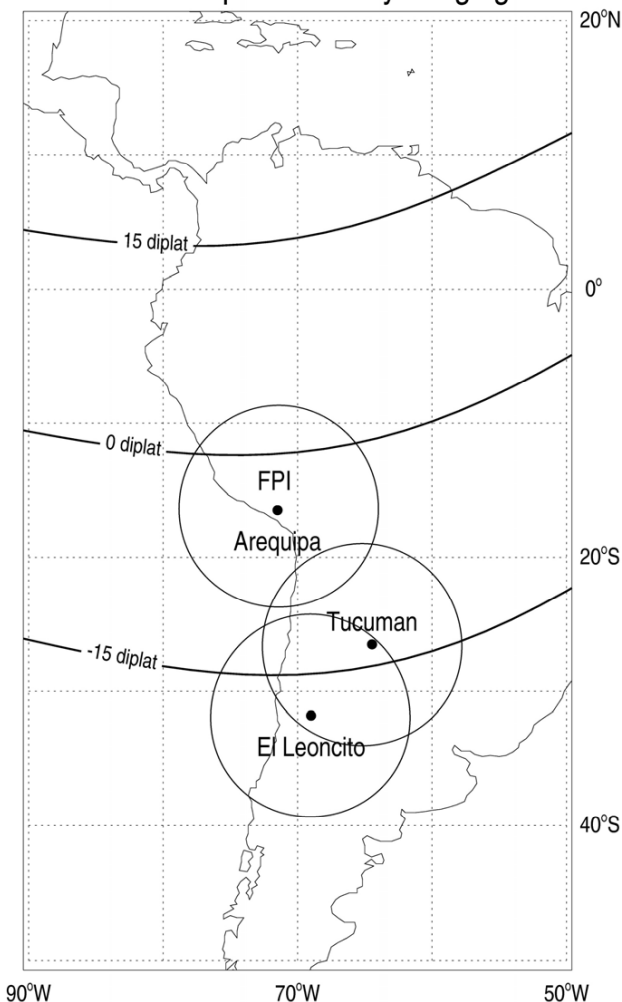 20°N
15 diplat
0°
0 diplat
FPI
Arequipa
20°S
Tucuman
-15 diplat
El Leoncito
40°S
90°W 70°W 50°W